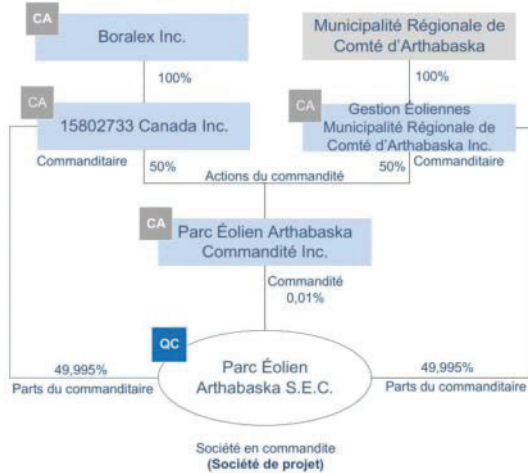 CA
Boralex Inc.
Municipalité Régionale de
Comté d'Arthabaska
100%
100%
CA
15802733 Canada Inc.
CA
Gestion Éoliennes
Municipalité Régionale de
Comté d'Arthabaska Inc.
Commanditaire
50%
Actions du commandité
50%
Commanditaire
CA
Parc Éolien Arthabaska
Commandité Inc.
Commandité
0,01%
QC
Parc Éolien
Arthabaska S.E.C.
49,995%
Parts du commanditaire
49,995%
Parts du commanditaire
Société en commandite
(Société de projet)